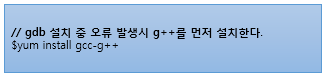 // gdb 설치 중 오류 발생시 g++를 먼저 설치한다.
$yum install gcc-g++